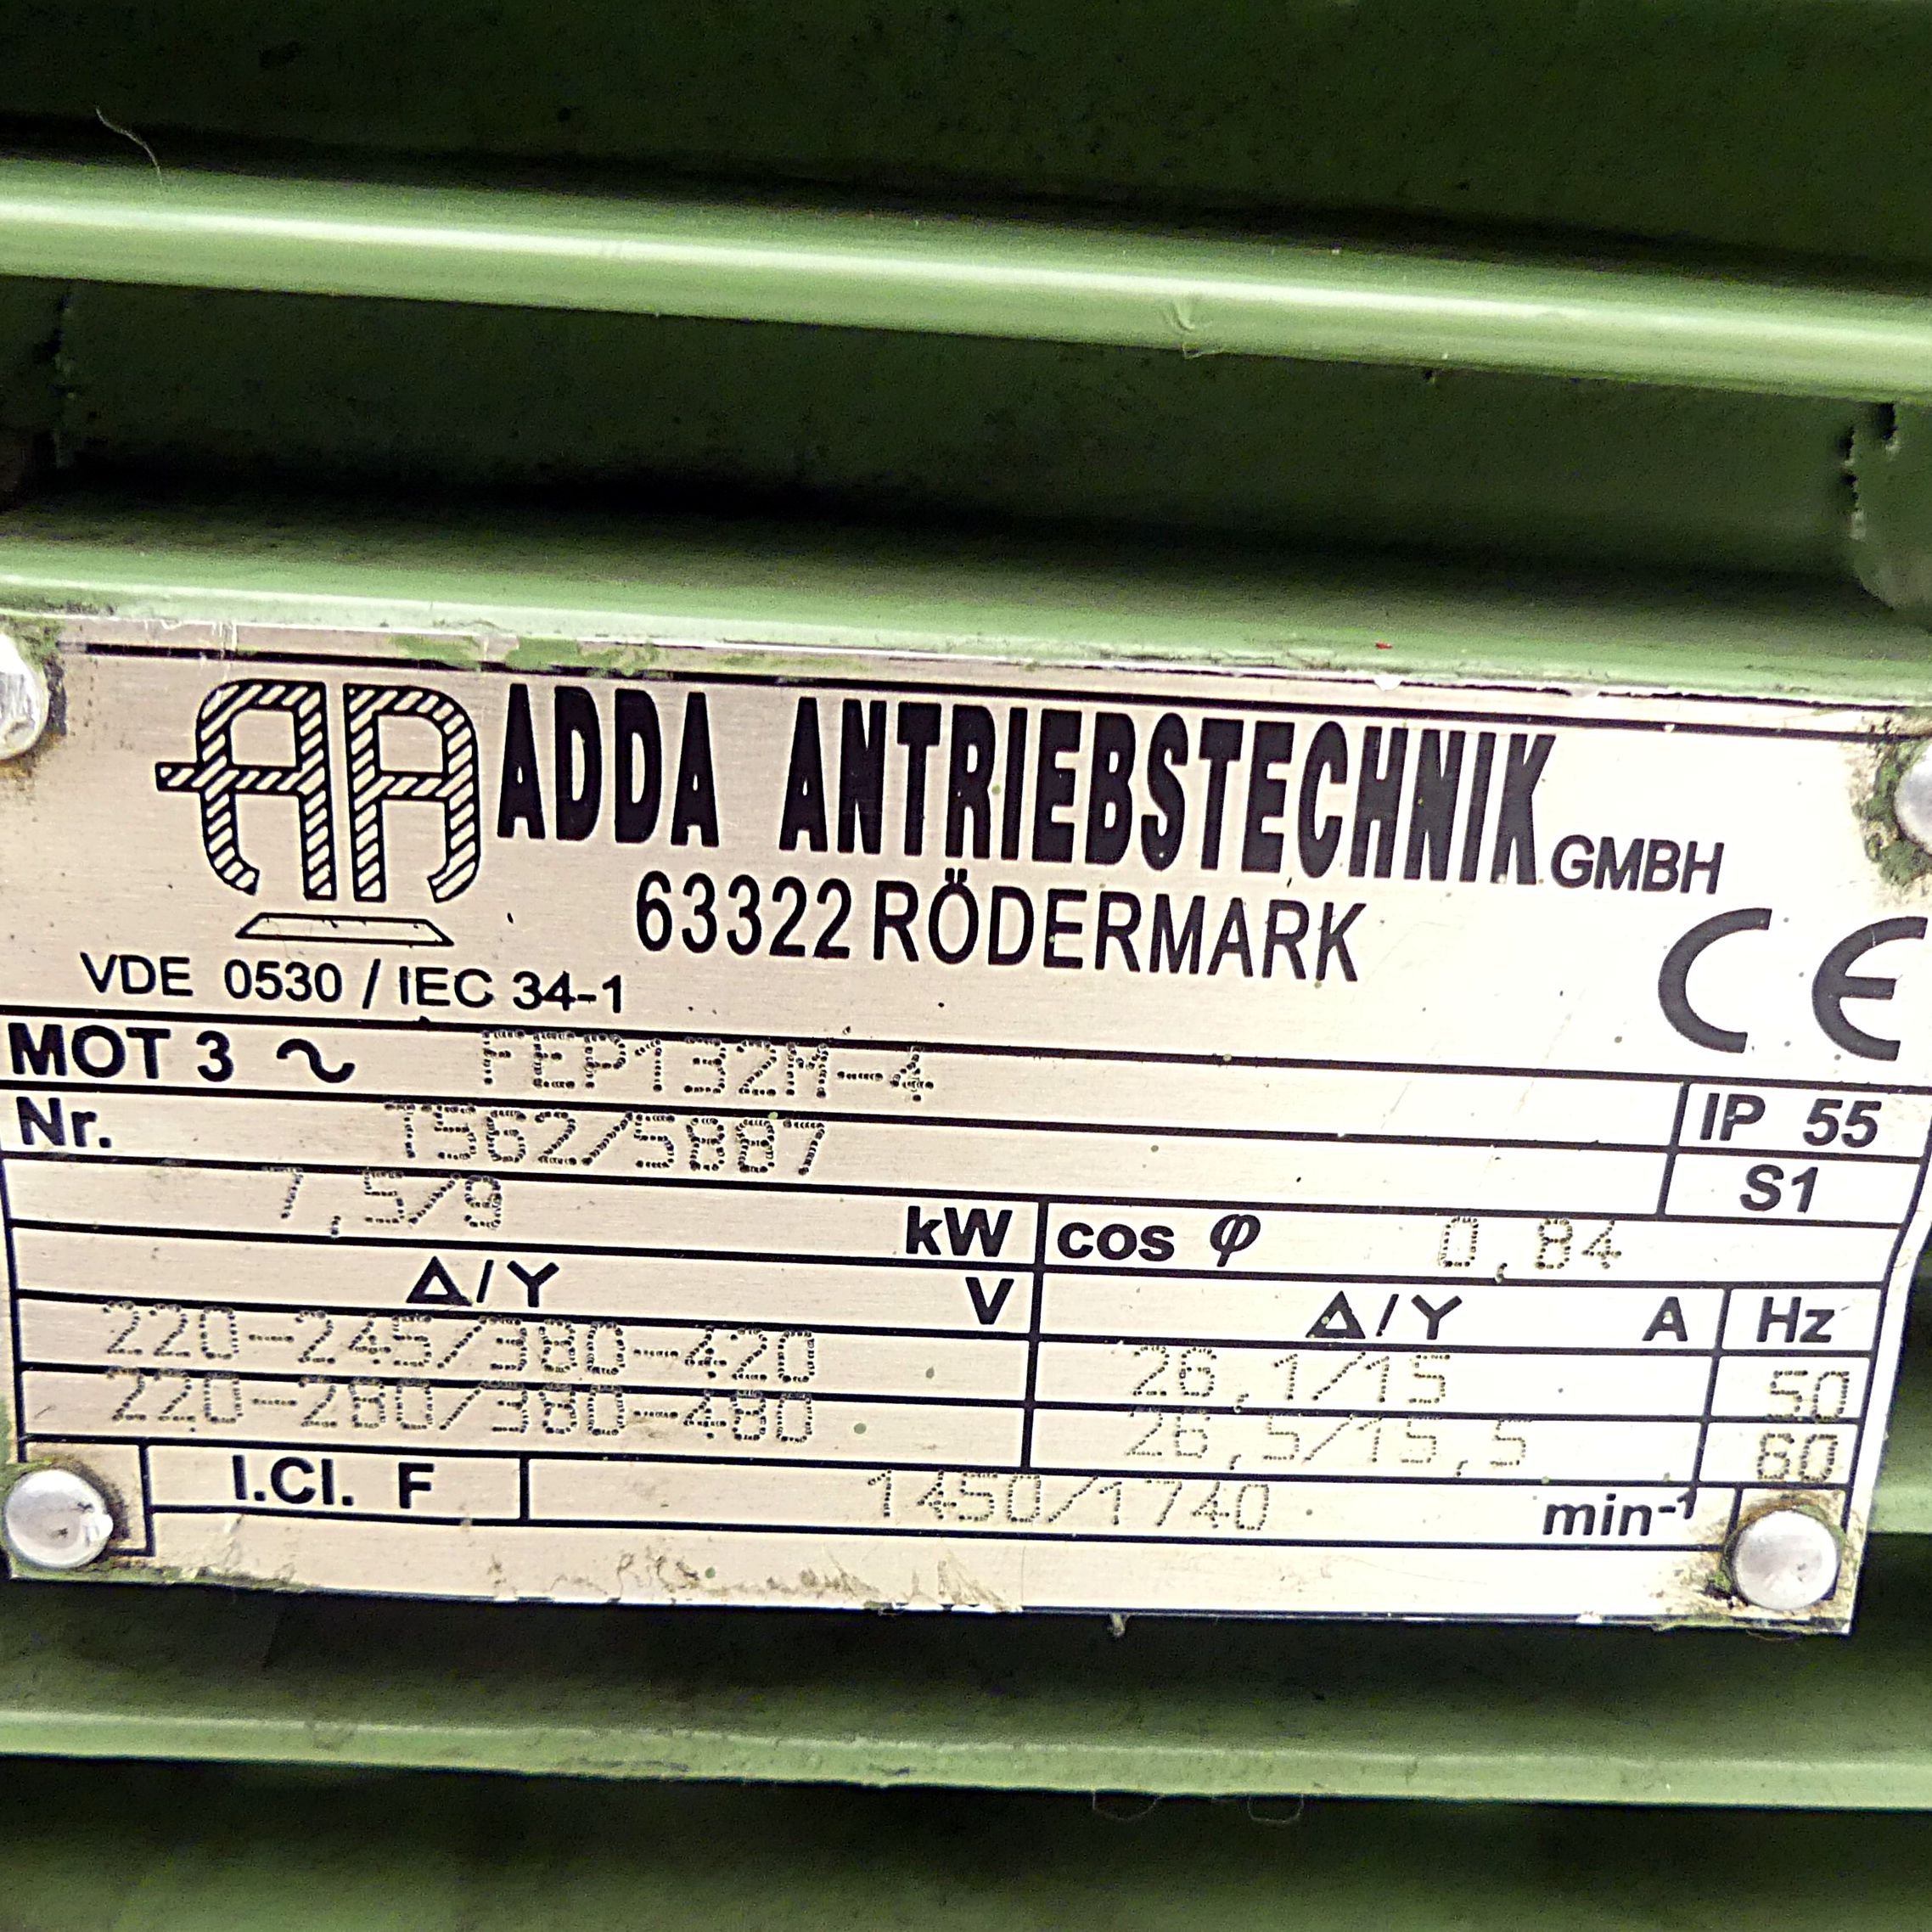 ADDA ANTRIEBSTECHNIK GMBH
63322 RÖDERMARK
CE
VDE 0530 / IEC 34-1
MOT 3 ~ FEP132M-4
IP 55
Nr. 1562/5887
S1
7,5/9 kW cos φ 0,84
Δ/Y V Δ/Y A Hz
220-245/380-420 26,1/15 50
220-280/380-480 26,5/15,5 60
I.Cl. F 1450/1740 min-1